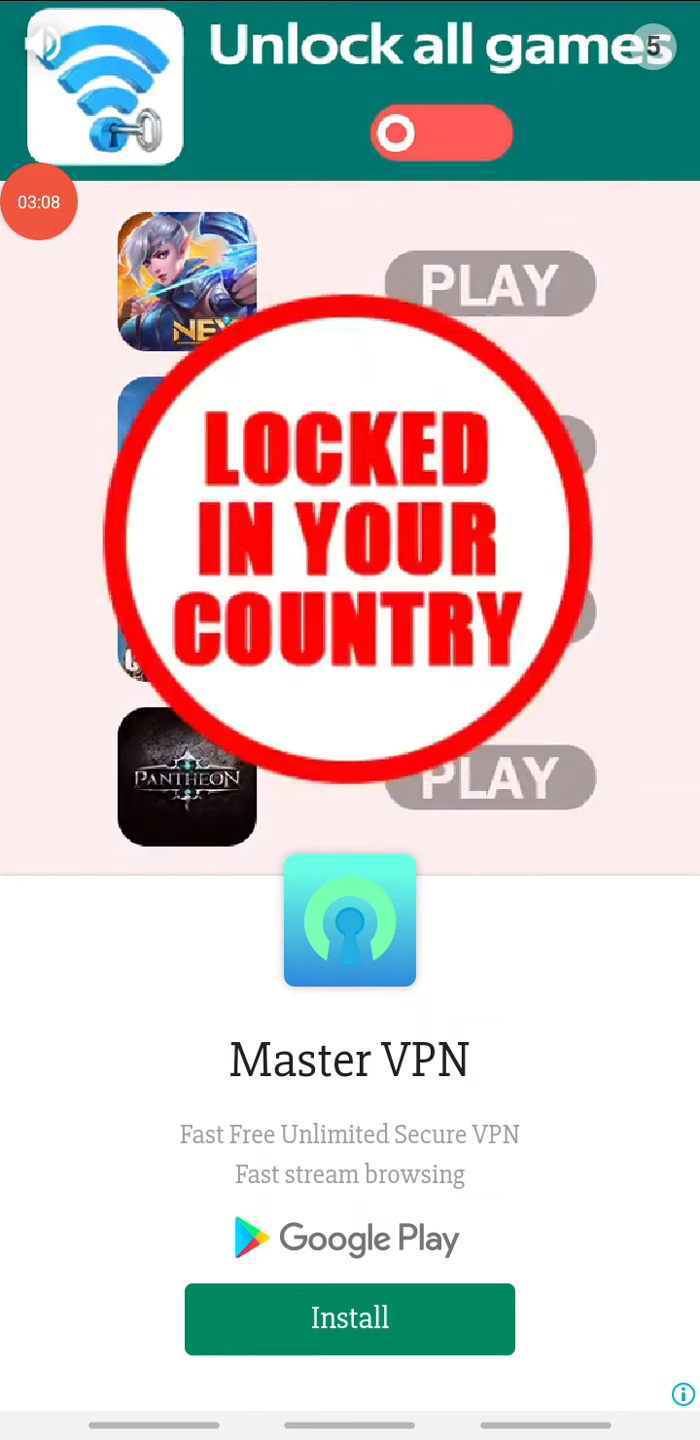 Unlock all games
5
03:08
NEX
PLAY
LOCKED
IN YOUR
COUNTRY
PANTHEON
PLAY
Master VPN
Fast Free Unlimited Secure VPN
Fast stream browsing
Google Play
Install